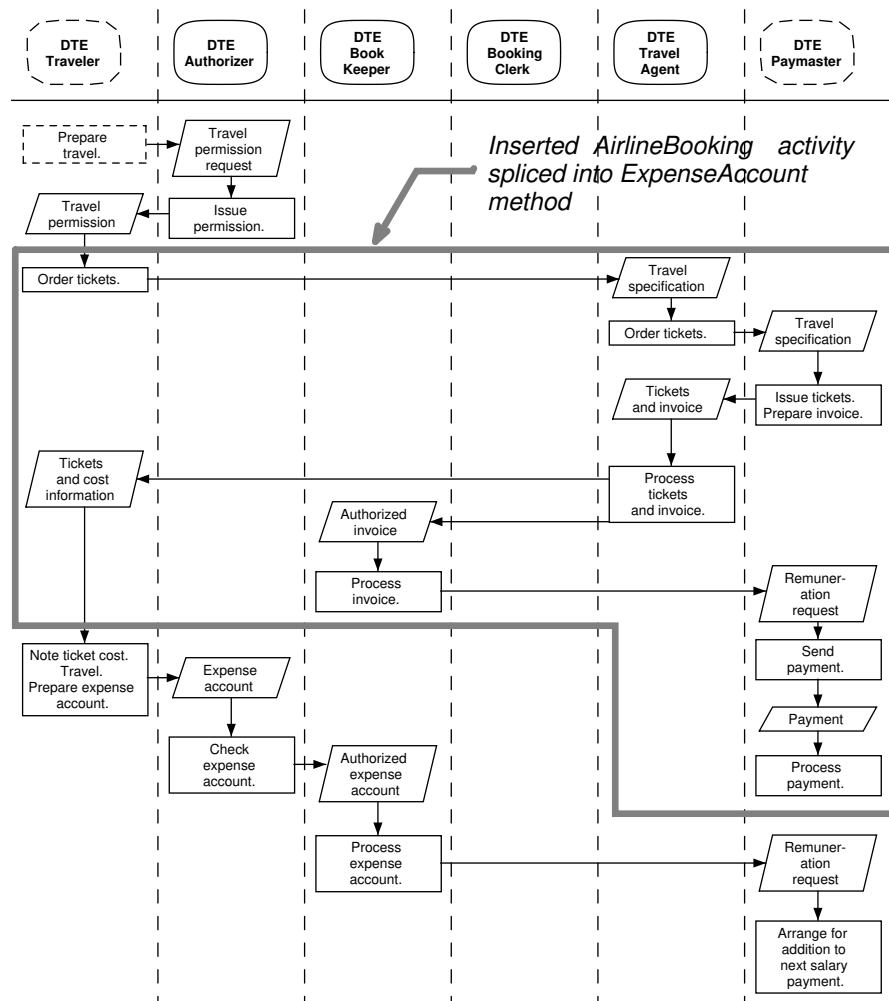 DTE
Traveler
DTE
Authorizer
DTE
Book
Keeper
DTE
Booking
Clerk
DTE
Travel
Agent
DTE
Paymaster
Prepare
travel.
Travel
permission
request
Inserted AirlineBooking activity
spliced into ExpenseAccount
method
Travel
permission
Issue
permission.
Order tickets.
Travel
specification
Order tickets.
Travel
specification
Tickets
and invoice
Issue tickets.
Prepare invoice.
Tickets
and cost
information
Process
tickets
and invoice.
Authorized
invoice
Process
invoice.
Remuner-
ation
request
Note ticket cost.
Travel.
Prepare expense
account.
Expense
account
Send
payment.
Payment
Check
expense
account.
Authorized
expense
account
Process
payment.
Process
expense
account.
Remuner-
ation
request
Arrange for
addition to
next salary
payment.